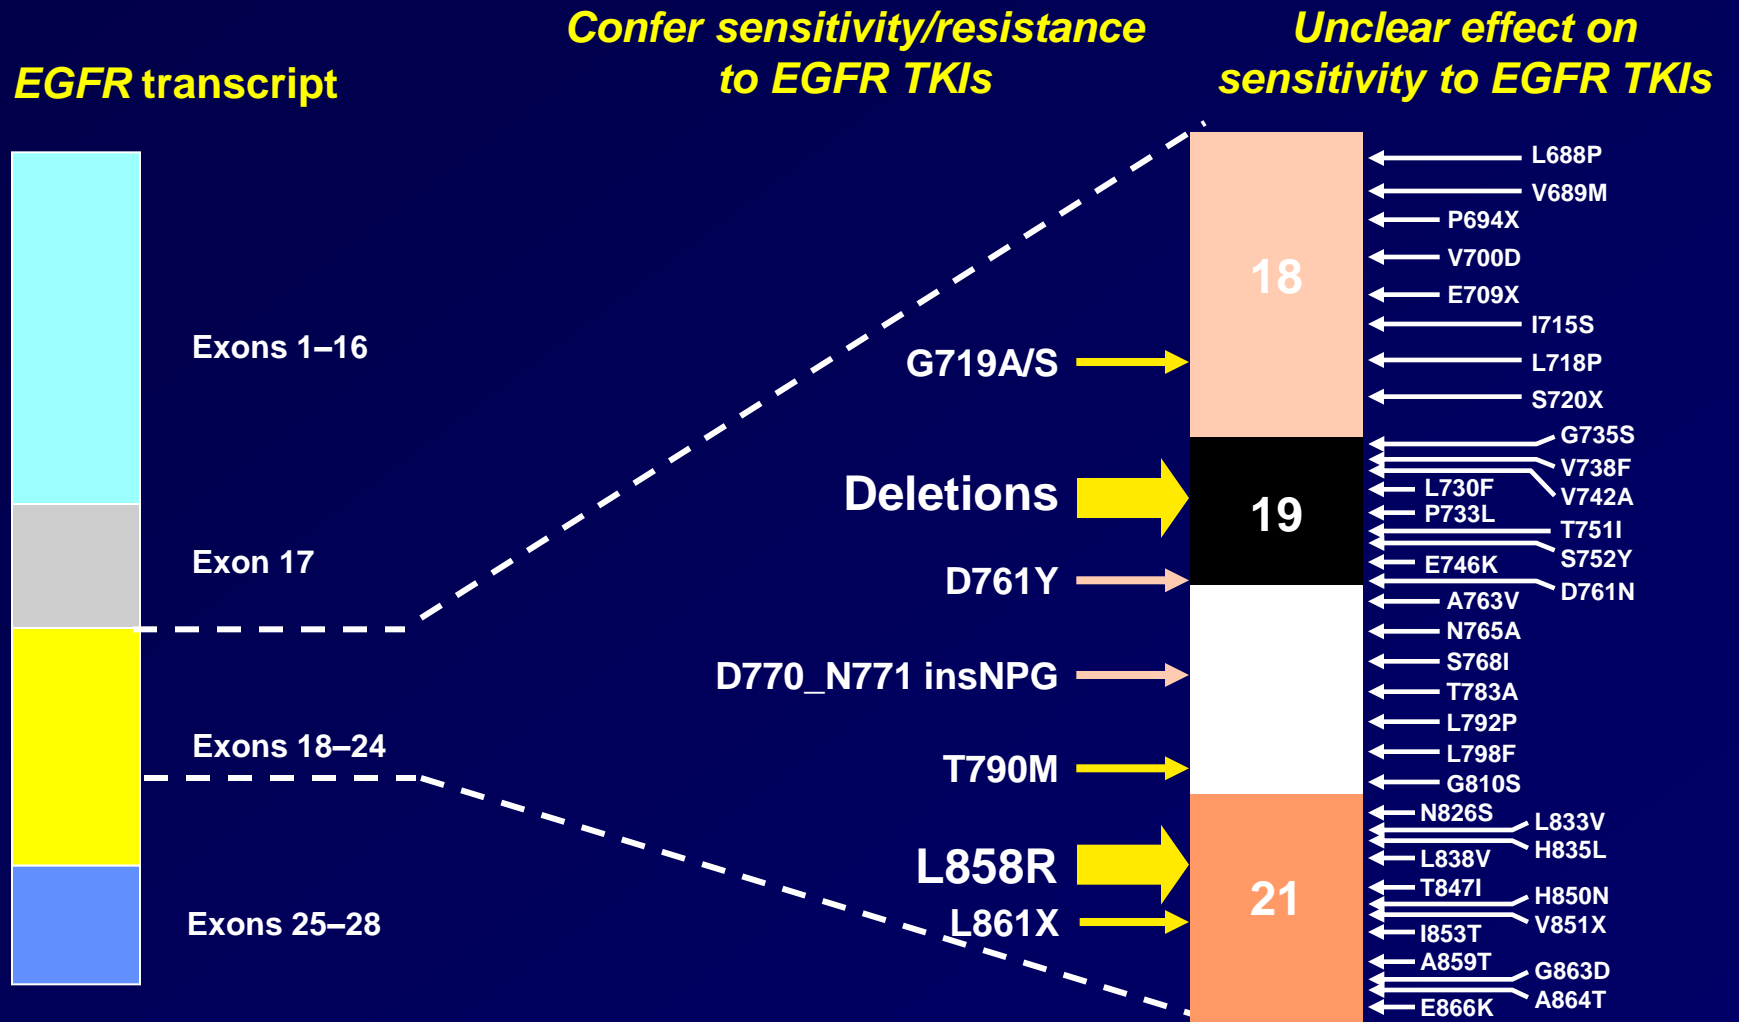 EGFR transcript
Confer sensitivity/resistance
to EGFR TKIs
Unclear effect on
sensitivity to EGFR TKIs
Exons 1–16
Exon 17
Exons 18–24
Exons 25–28
G719A/S
Deletions
D761Y
D770_N771 insNPG
T790M
L858R
L861X
18
19
21
L688P
V689M
P694X
V700D
E709X
I715S
L718P
S720X
G735S
V738F
L730F
V742A
P733L
T751I
S752Y
E746K
D761N
A763V
N765A
S768I
T783A
L792P
L798F
G810S
N826S
L833V
H835L
L838V
T847I
H850N
V851X
I853T
A859T
G863D
A864T
E866K